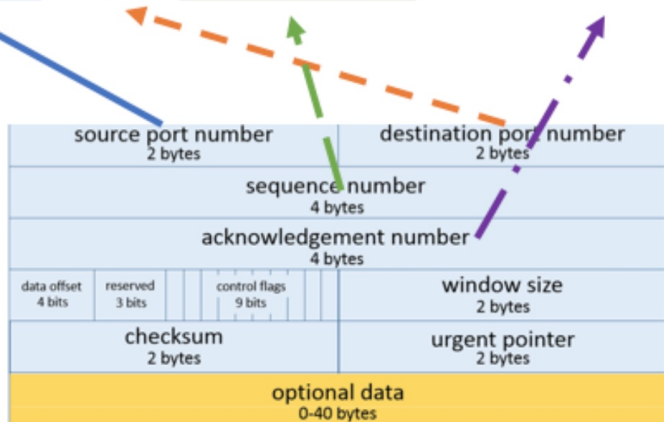 source port number destination port number
2 bytes 2 bytes
sequence number
4 bytes
acknowledgement number
4 bytes
data offset reserved control flags window size
4 bits 3 bits 9 bits 2 bytes
checksum urgent pointer
2 bytes 2 bytes
optional data
0-40 bytes